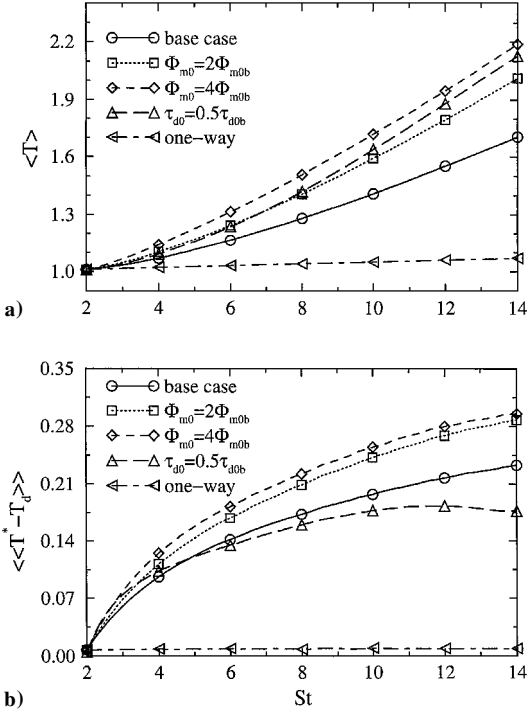 2.2
1.9
1.6
1.3
1.0
<T>
base case
Φm0=2Φm0b
Φm0=4Φm0b
τd0=0.5τd0b
one-way
2 4 6 8 10 12 14
St
a)
0.35
0.28
0.21
0.14
0.07
0.00
<<T*-Td>>
base case
Φm0=2Φm0b
Φm0=4Φm0b
τd0=0.5τd0b
one-way
2 4 6 8 10 12 14
St
b)